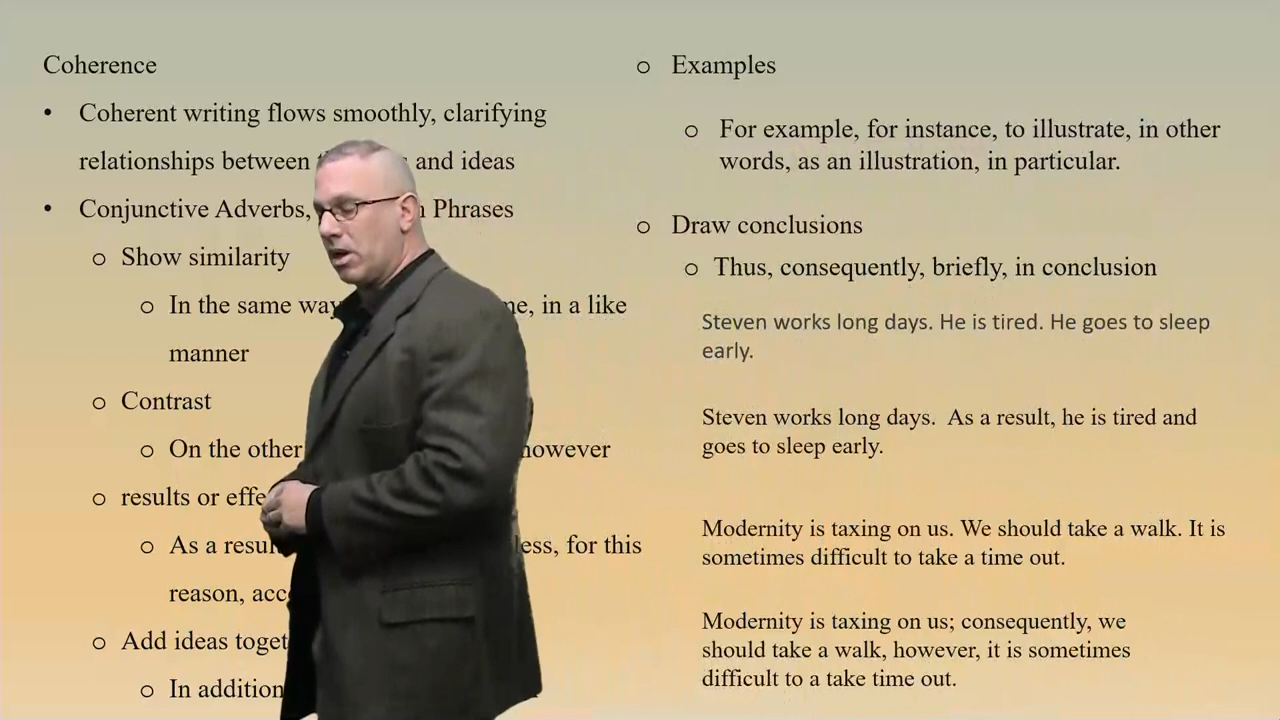 Coherence
• Coherent writing flows smoothly, clarifying
relationships between and ideas
• Conjunctive Adverbs, Phrases
o Show similarity
o In the same way in a like
manner
o Contrast
o On the other however
o results or
o As a for this
reason,
o Add ideas
o In addition
o Examples
o For example, for instance, to illustrate, in other
words, as an illustration, in particular.
o Draw conclusions
o Thus, consequently, briefly, in conclusion
Steven works long days. He is tired. He goes to sleep
early.
Steven works long days. As a result, he is tired and
goes to sleep early.
Modernity is taxing on us. We should take a walk. It is
sometimes difficult to take a time out.
Modernity is taxing on us; consequently, we
should take a walk, however, it is sometimes
difficult to a take time out.